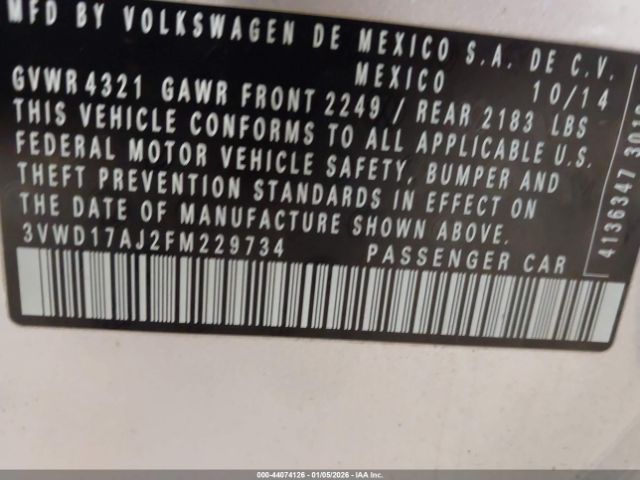 MFD BY VOLKSWAGEN DE MEXICO S.A. DE C.V.
MEXICO 10/14
GVWR 4321 GAWR FRONT 2249 / REAR 2183 LBS
THIS VEHICLE CONFORMS TO ALL APPLICABLE U.S.
FEDERAL MOTOR VEHICLE SAFETY, BUMPER AND
THEFT PREVENTION STANDARDS IN EFFECT ON
THE DATE OF MANUFACTURE SHOWN ABOVE.
3VWD17AJ2FM229734 PASSENGER CAR
4136347
000-44074126 - 01/05/2026 - IAA Inc.